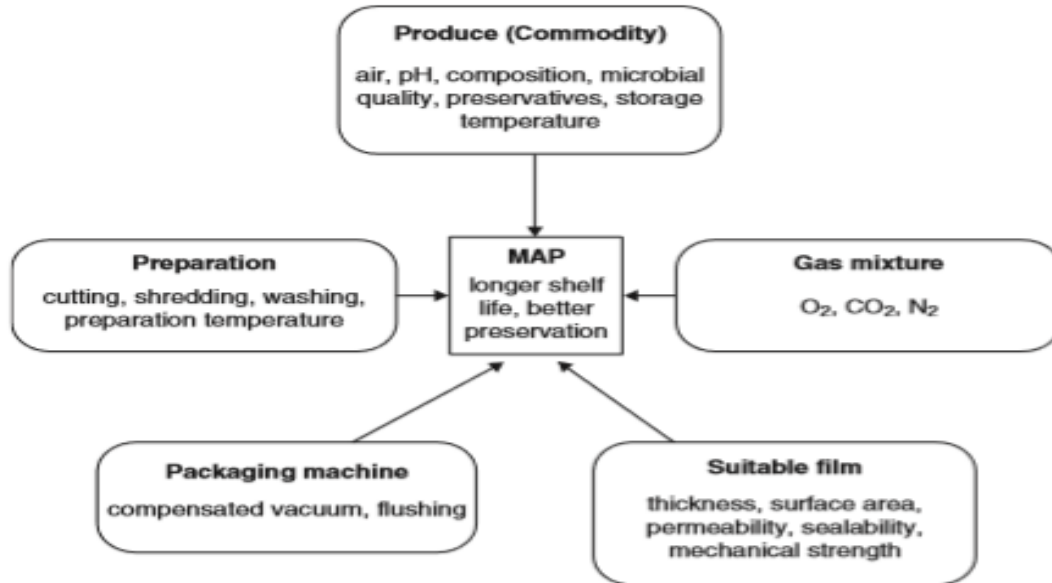 Produce (Commodity)
air, pH, composition, microbial
quality, preservatives, storage
temperature
Preparation
cutting, shredding, washing,
preparation temperature
MAP
longer shelf
life, better
preservation
Gas mixture
O₂, CO₂, N₂
Packaging machine
compensated vacuum, flushing
Suitable film
thickness, surface area,
permeability, sealability,
mechanical strength